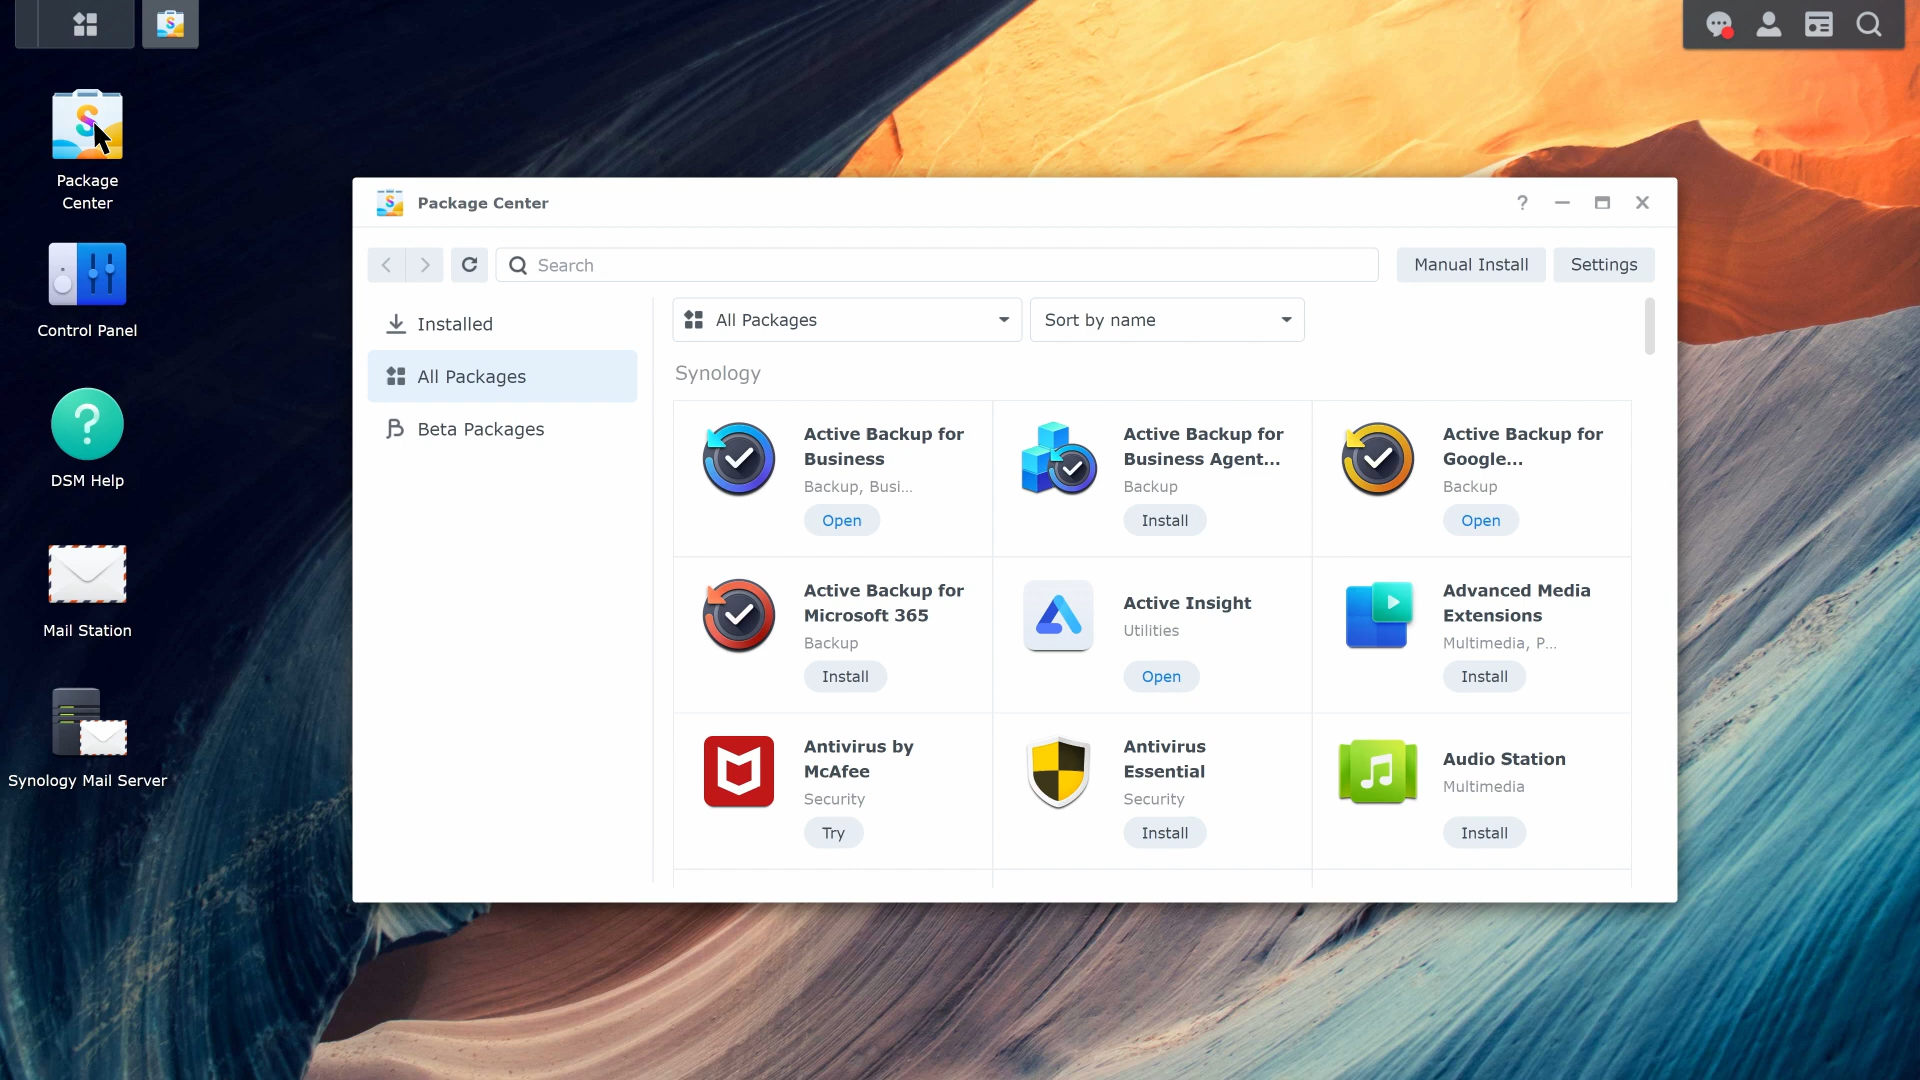 Package
Center
Control Panel
DSM Help
Mail Station
Synology Mail Server
Package Center
Search
Manual Install
Settings
Installed
All Packages
Beta Packages
All Packages
Sort by name
Synology
Active Backup for
Business
Backup, Busi...
Open
Active Backup for
Business Agent...
Backup
Install
Active Backup for
Google...
Backup
Open
Active Backup for
Microsoft 365
Backup
Install
Active Insight
Utilities
Open
Advanced Media
Extensions
Multimedia, P...
Install
Antivirus by
McAfee
Security
Try
Antivirus
Essential
Security
Install
Audio Station
Multimedia
Install